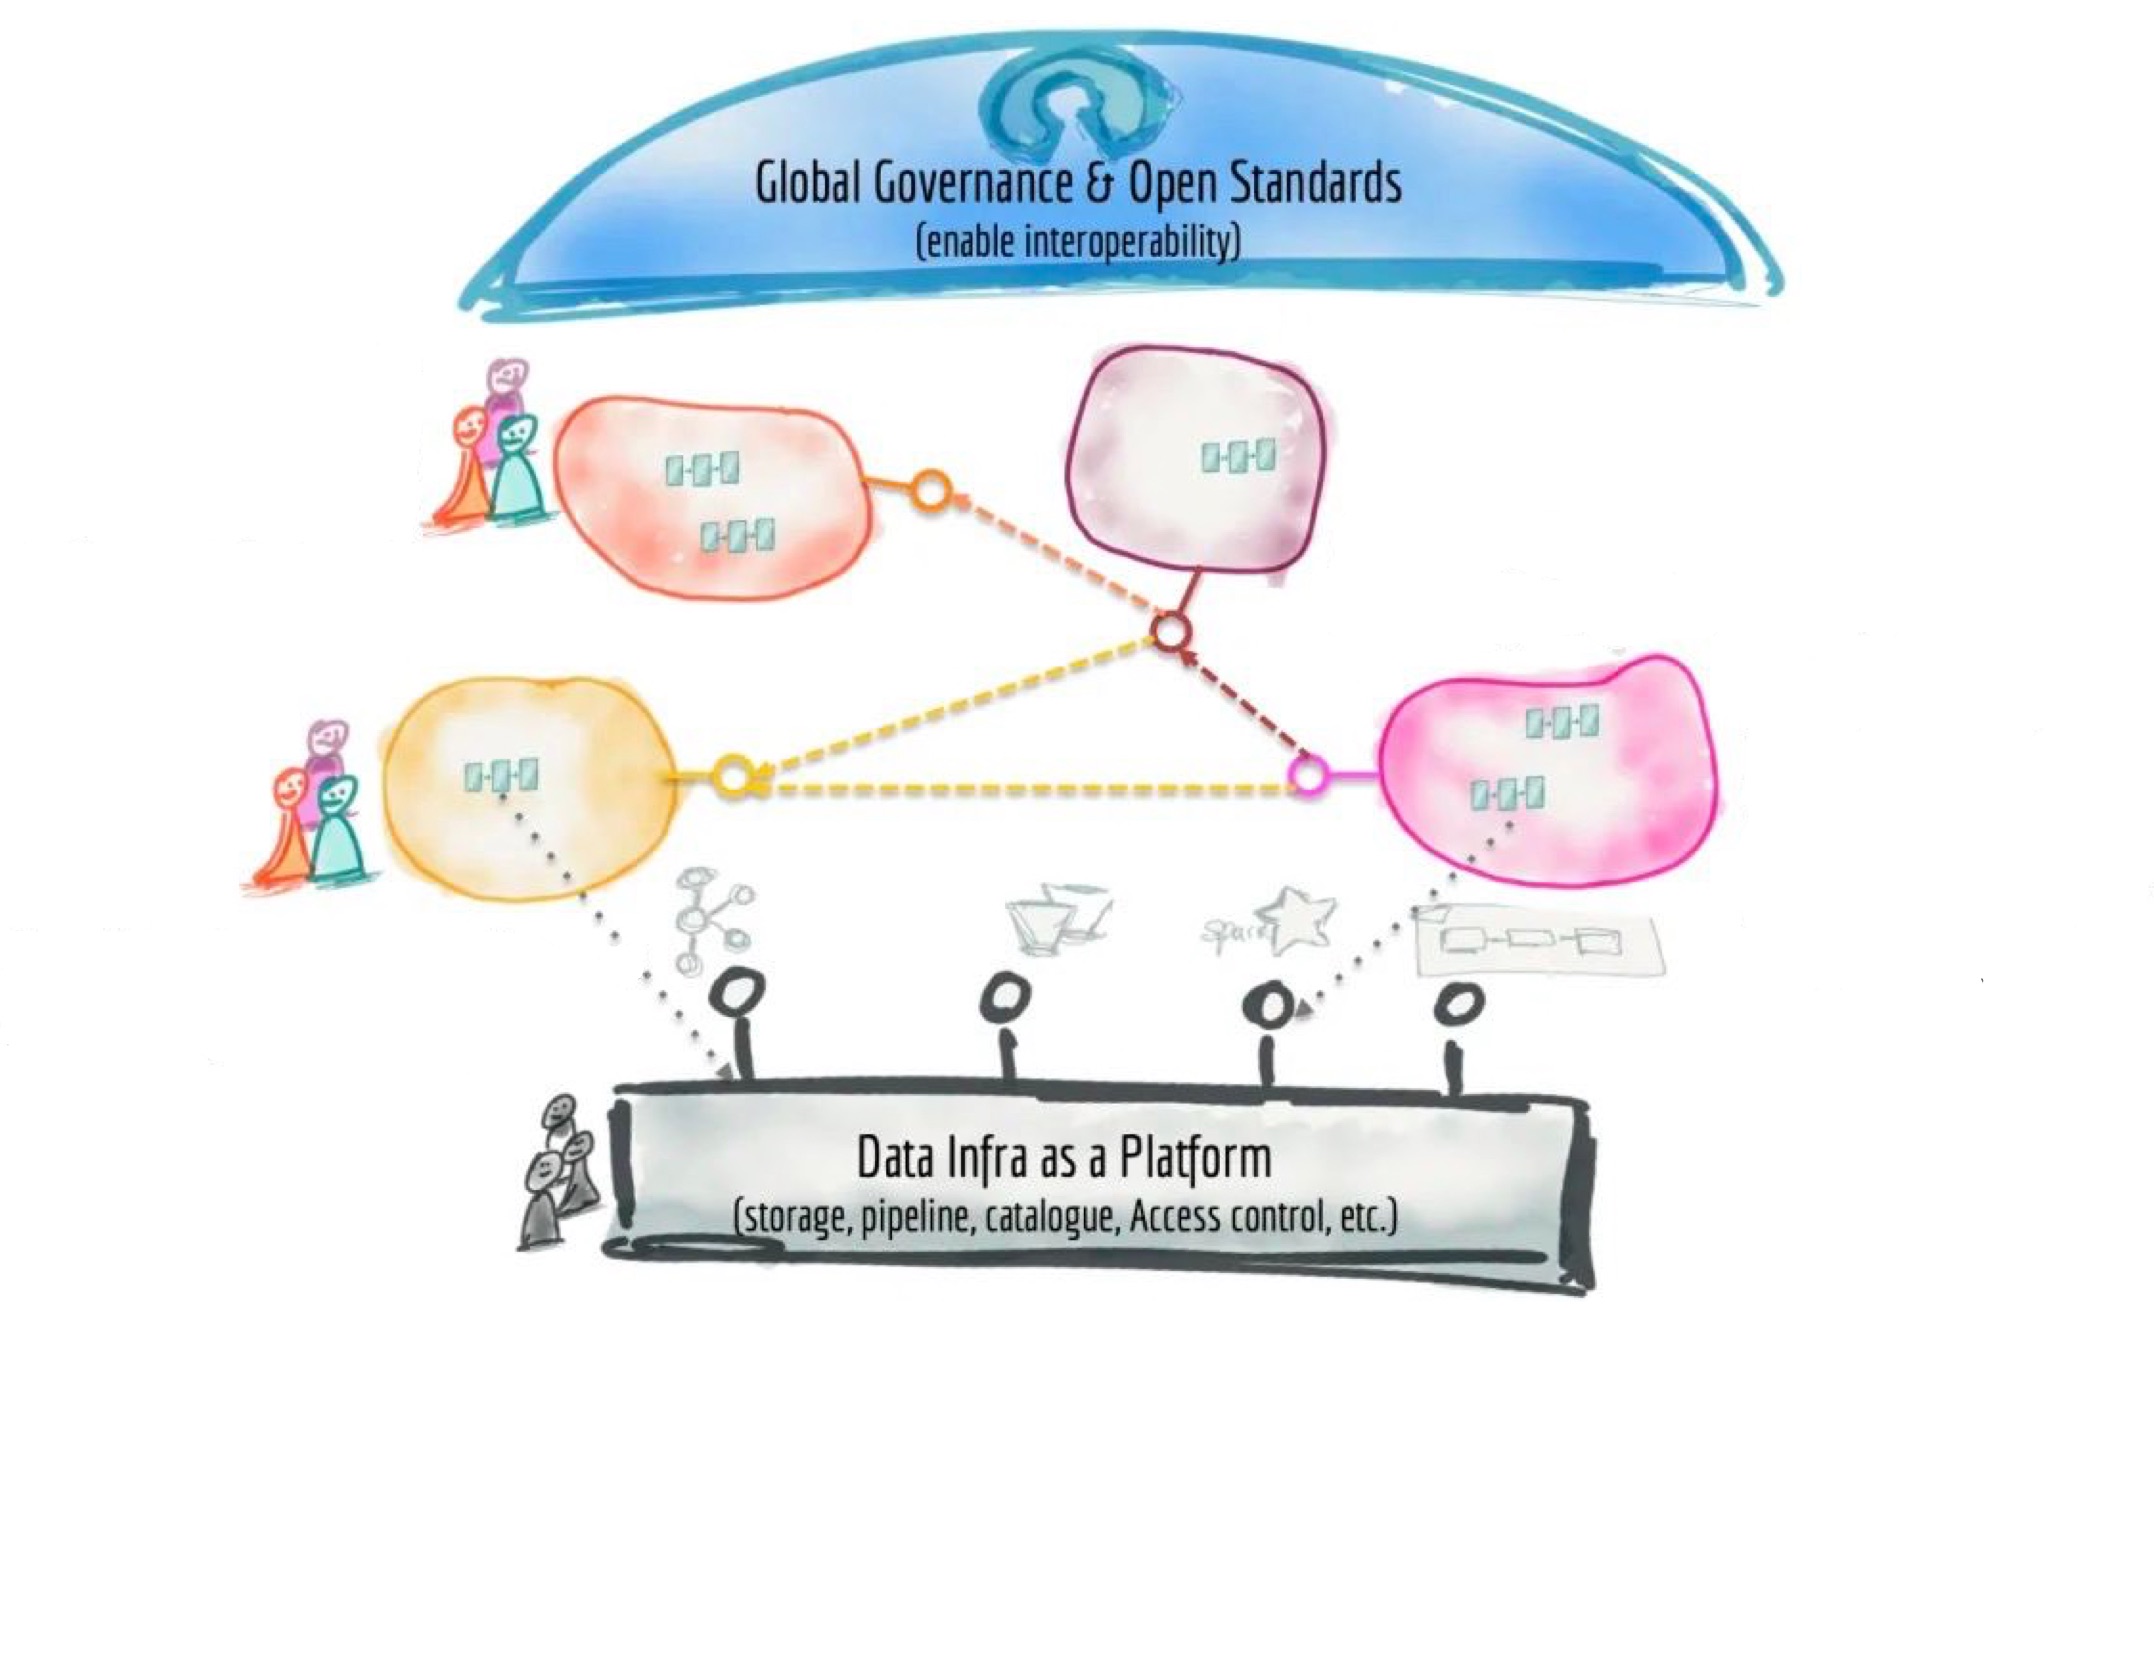 Global Governance & Open Standards
(enable interoperability)
spark
Data Infra as a Platform
(storage, pipeline, catalogue, Access control, etc.)